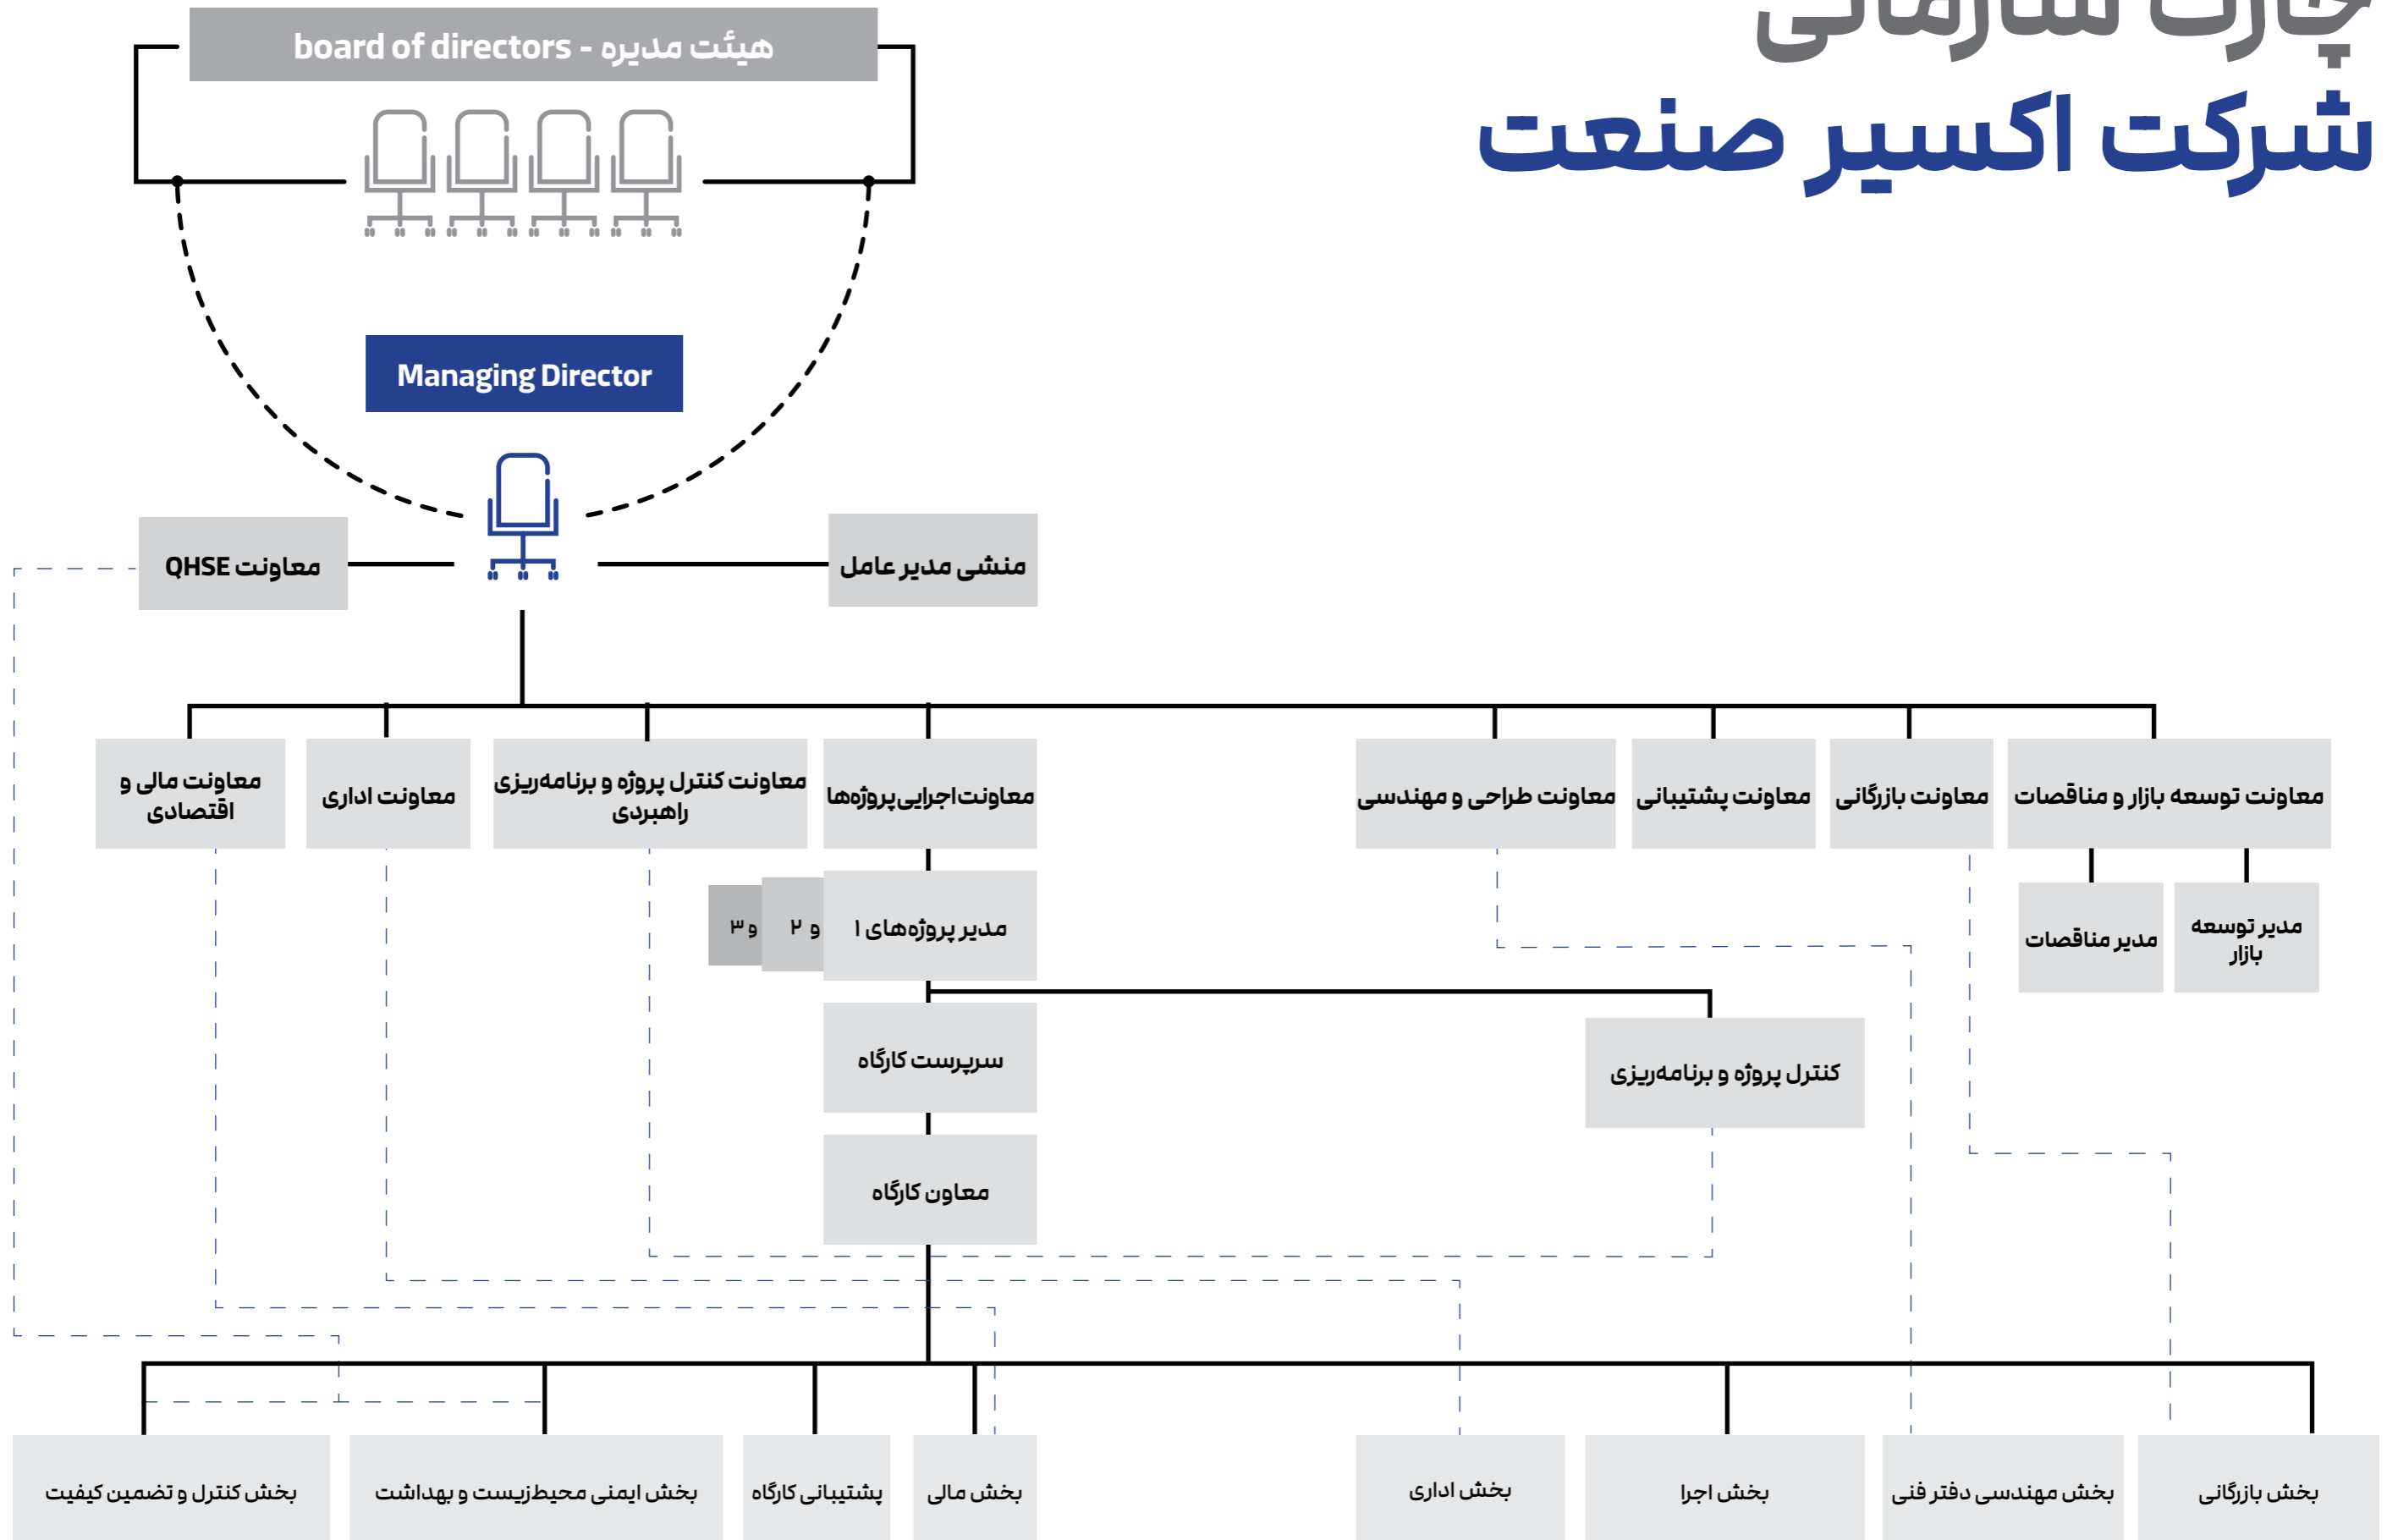 چارت سازمانی
شرکت اکسیر صنعت
هیئت مدیره - board of directors
Managing Director
منشی مدیر عامل
معاونت QHSE
معاونت توسعه بازار و مناقصات
معاونت بازرگانی
معاونت پشتیبانی
معاونت طراحی و مهندسی
معاونت اجرایی پروژه‌ها
معاونت کنترل پروژه و برنامه‌ریزی
راهبردی
معاونت اداری
معاونت مالی و
اقتصادی
مدیر توسعه
بازار
مدیر مناقصات
مدیر پروژه‌های ۱
و ۲
و ۳
سرپرست کارگاه
کنترل پروژه و برنامه‌ریزی
معاون کارگاه
بخش بازرگانی
بخش مهندسی دفتر فنی
بخش اجرا
بخش اداری
بخش مالی
پشتیبانی کارگاه
بخش ایمنی محیط‌زیست و بهداشت
بخش کنترل و تضمین کیفیت